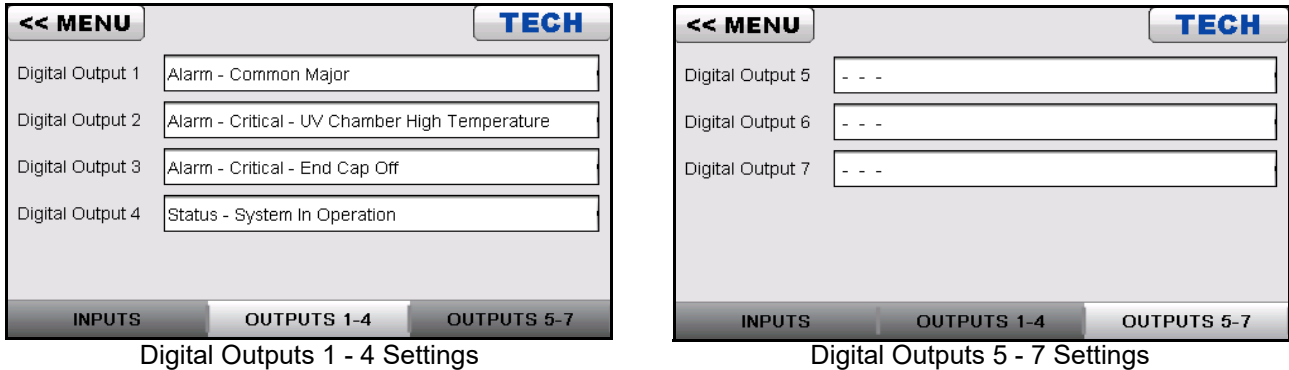 << MENU
TECH
Digital Output 1
Alarm - Common Major
Digital Output 2
Alarm - Critical - UV Chamber High Temperature
Digital Output 3
Alarm - Critical - End Cap Off
Digital Output 4
Status - System In Operation
INPUTS
OUTPUTS 1-4
OUTPUTS 5-7
Digital Outputs 1 - 4 Settings
<< MENU
TECH
Digital Output 5
- - -
Digital Output 6
- - -
Digital Output 7
- - -
INPUTS
OUTPUTS 1-4
OUTPUTS 5-7
Digital Outputs 5 - 7 Settings